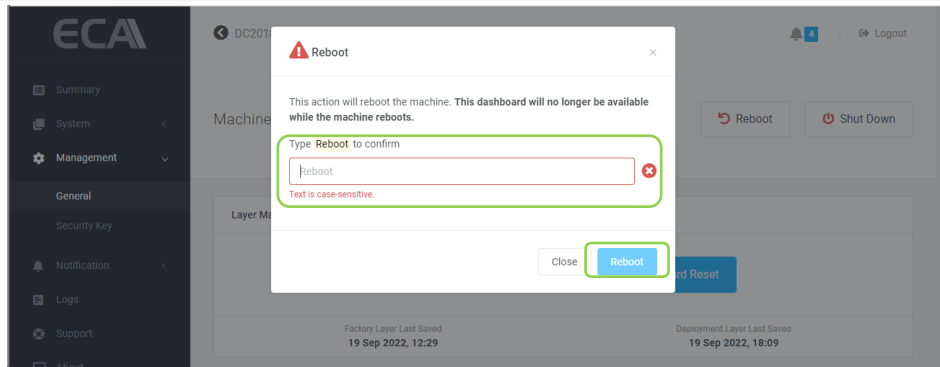 ECA
DC2018
4
Logout
Summary
System
Management
General
Security Key
Notification
Logs
Support
About
Machine
Reboot
Shut Down
Reboot
This action will reboot the machine. This dashboard will no longer be available
while the machine reboots.
Type Reboot to confirm
Reboot
Text is case-sensitive.
Close
Reboot
Layer Ma
rd Reset
Factory Layer Last Saved
19 Sep 2022, 12:29
Deployment Layer Last Saved
19 Sep 2022, 18:09